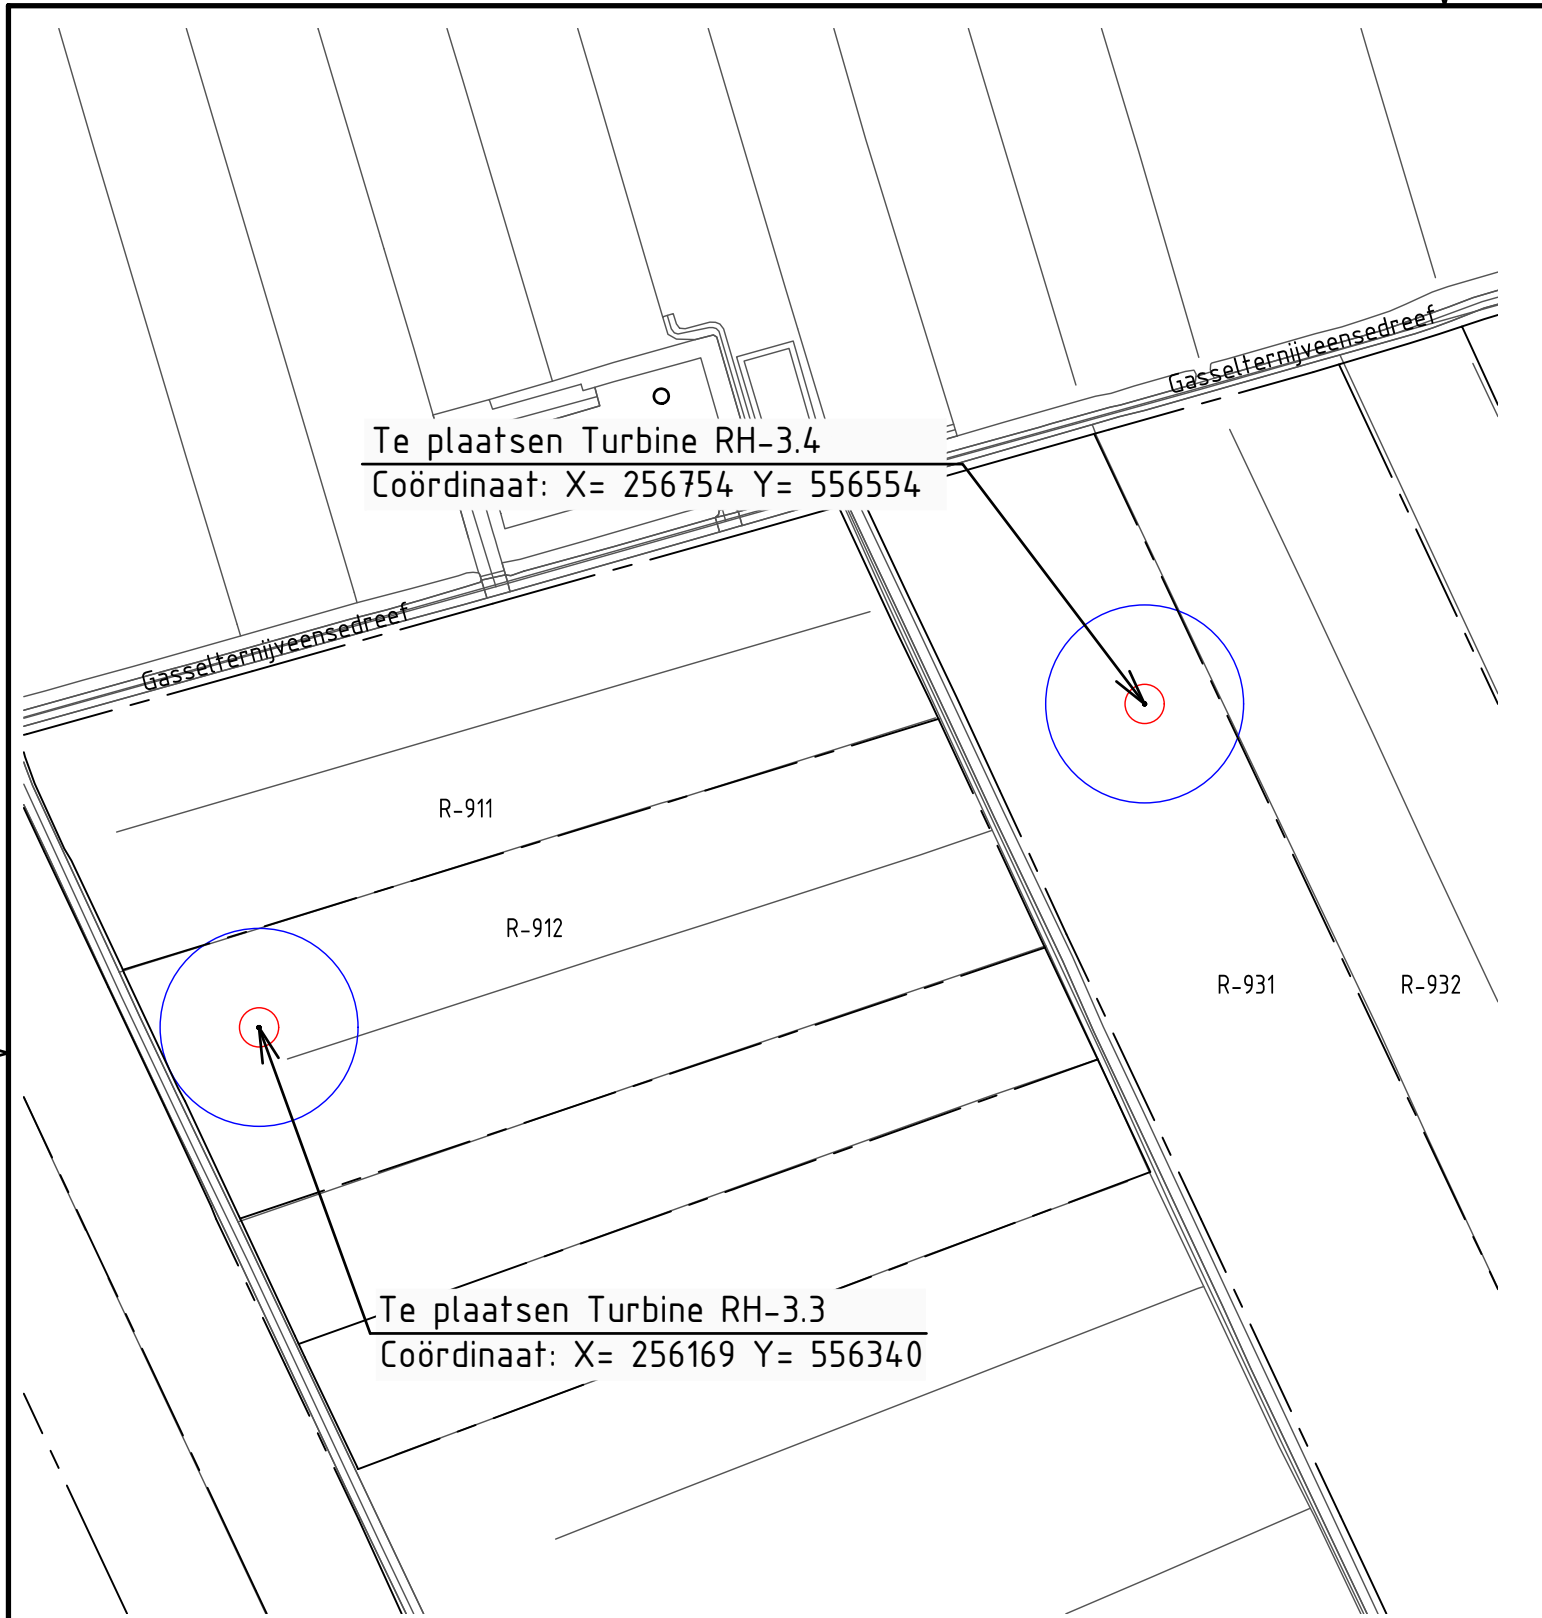 Gasselternijveensedreef
Te plaatsen Turbine RH-3.4
Coördinaat: X= 256754 Y= 556554
Gasselternijveensedreef
R-911
R-912
R-931
R-932
Te plaatsen Turbine RH-3.3
Coördinaat: X= 256169 Y= 556340